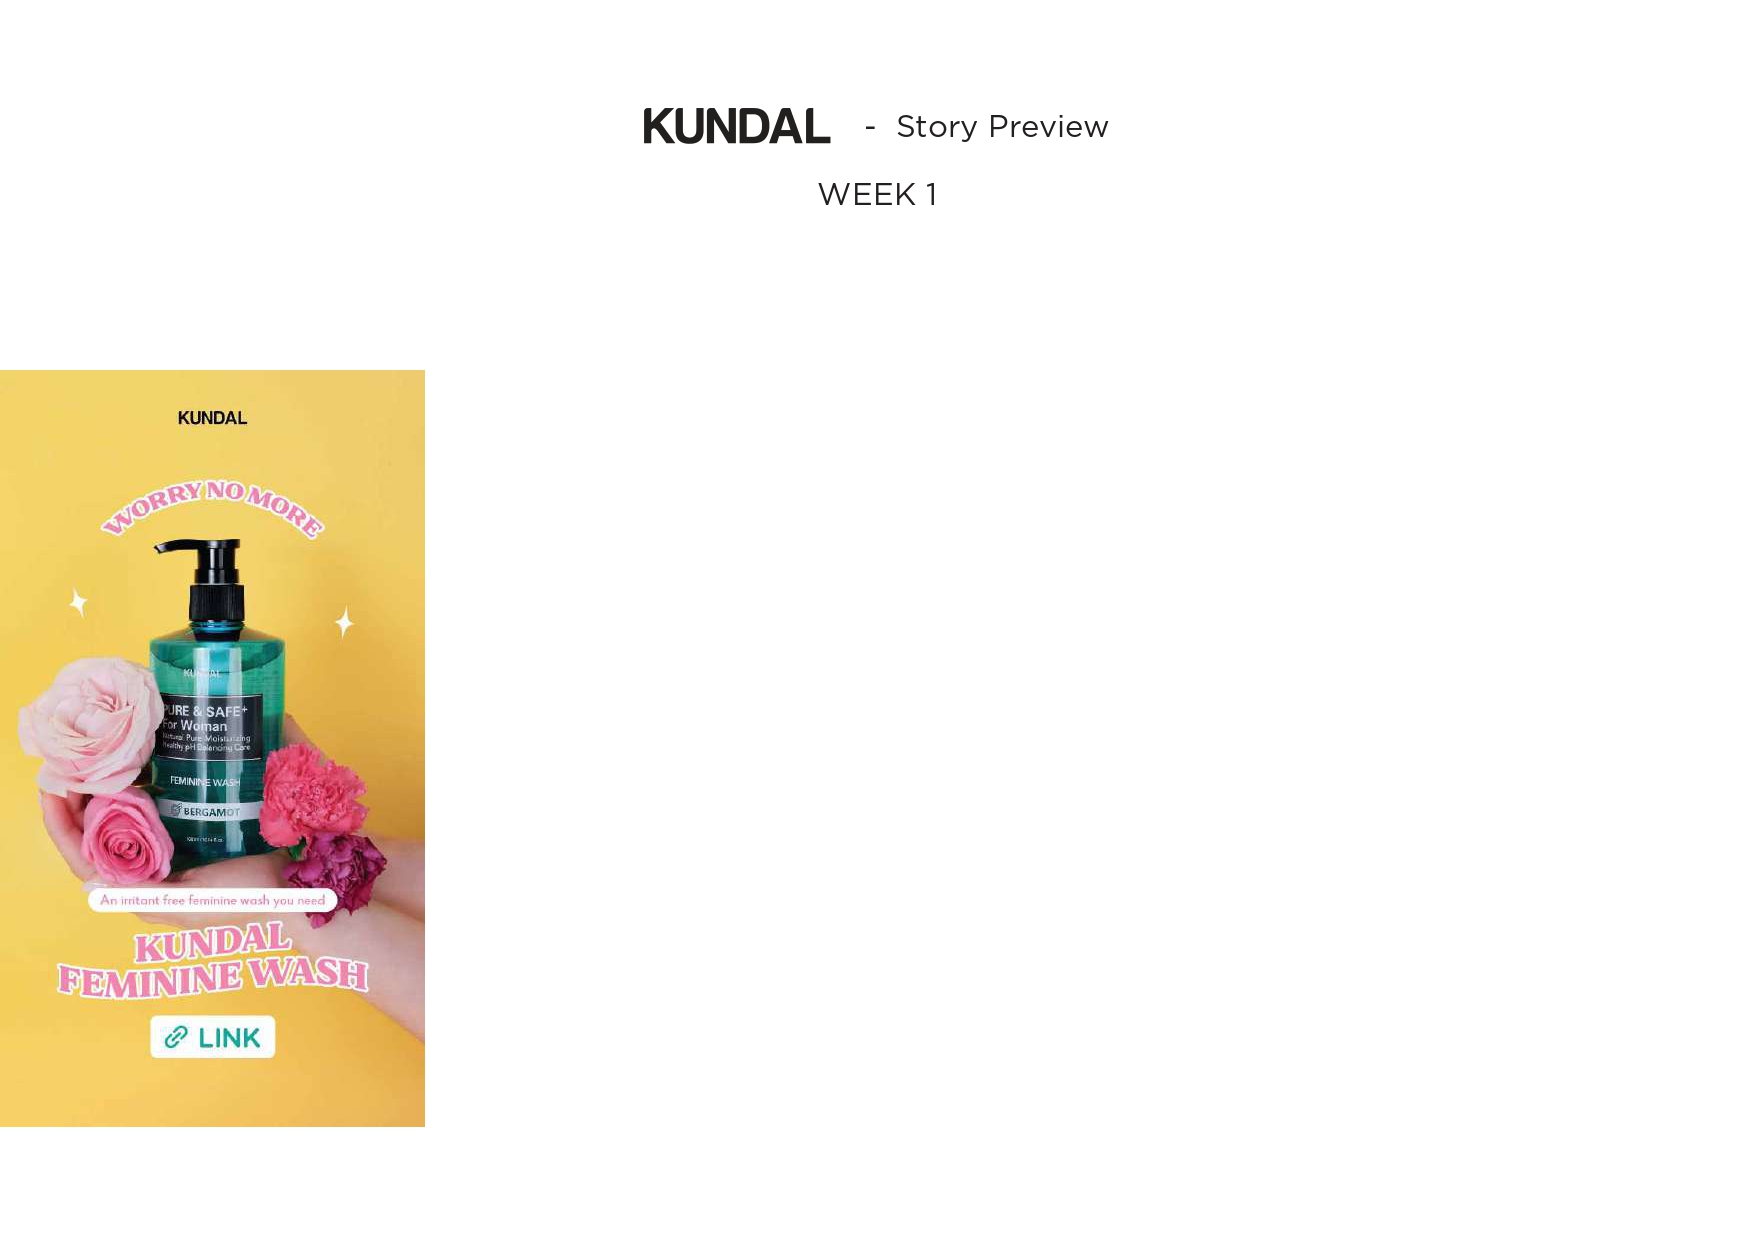 KUNDAL - Story Preview
WEEK 1
KUNDAL
WORRY NO MORE
KUNDAL
PURE & SAFE+
For Woman
Natural Pure Moisturizing
Healthy pH Balancing Care
FEMININE WASH
BERGAMOT
An irritant free feminine wash you need
KUNDAL
FEMININE WASH
LINK